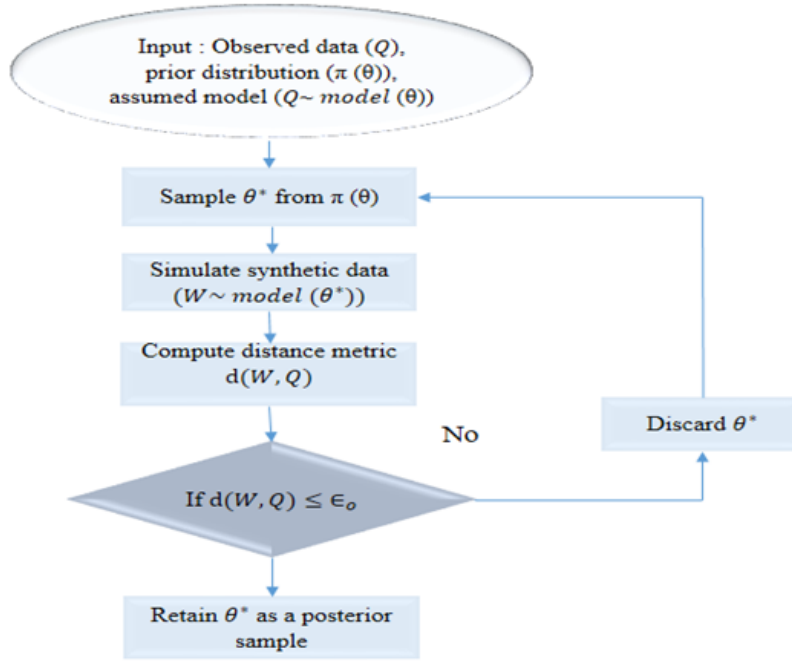 Input : Observed data (Q),
prior distribution (π (θ)),
assumed model (Q~ model (θ))
Sample θ* from π (θ)
Simulate synthetic data
(W~ model (θ*))
Compute distance metric
d(W, Q)
No
Discard θ*
If d(W, Q) ≤ ϵₒ
Retain θ* as a posterior
sample